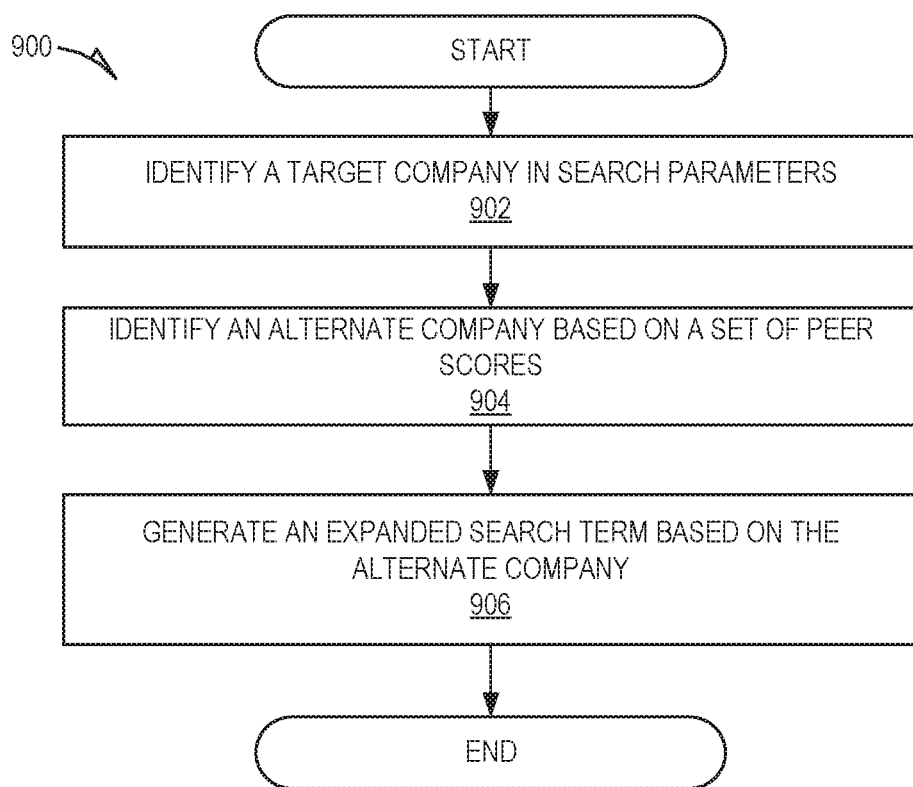 900
START
IDENTIFY A TARGET COMPANY IN SEARCH PARAMETERS
902
IDENTIFY AN ALTERNATE COMPANY BASED ON A SET OF PEER
SCORES
904
GENERATE AN EXPANDED SEARCH TERM BASED ON THE
ALTERNATE COMPANY
906
END